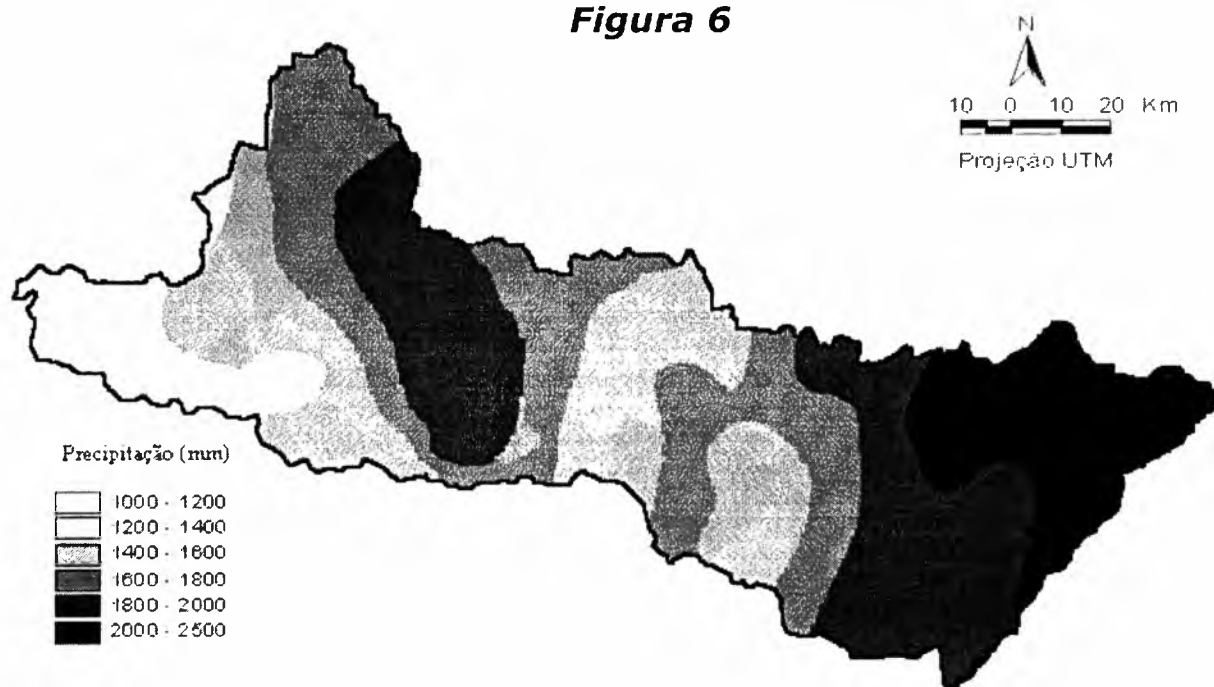 Figura 6
N
10 0 10 20 Km
Projeção UTM
Precipitação (mm)
1000 - 1200
1200 - 1400
1400 - 1600
1600 - 1800
1800 - 2000
2000 - 2500